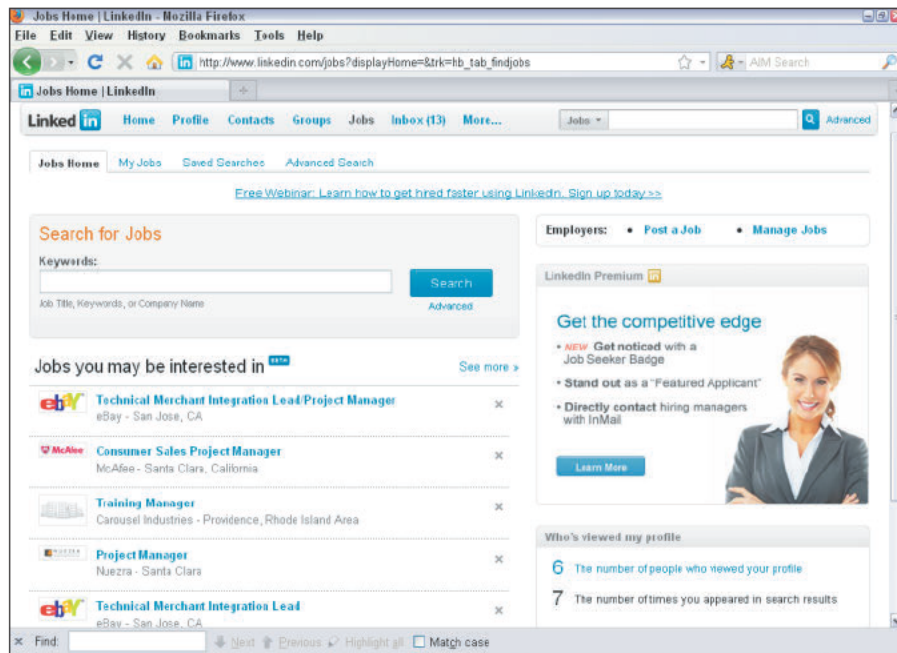 Jobs Home | LinkedIn - Mozilla Firefox
File Edit View History Bookmarks Tools Help
http://www.linkedin.com/jobs?displayHome=&trk=hb_tab_findjobs
AIM Search
Jobs Home | LinkedIn
Linked in Home Profile Contacts Groups Jobs Inbox (13) More... Jobs Advanced
Jobs Home My Jobs Saved Searches Advanced Search
Free Webinar: Learn how to get hired faster using LinkedIn. Sign up today >>
Search for Jobs
Keywords:
Search
Job Title, Keywords, or Company Name
Advanced
Jobs you may be interested in BETA
See more »
ebY Technical Merchant Integration Lead/Project Manager
eBay - San Jose, CA
McAfee Consumer Sales Project Manager
McAfee - Santa Clara, California
Training Manager
Carousel Industries - Providence, Rhode Island Area
Project Manager
Nuezra - Santa Clara
ebY Technical Merchant Integration Lead
eBay - San Jose, CA
Employers: • Post a Job • Manage Jobs
LinkedIn Premium in
Get the competitive edge
• NEW Get noticed with a
Job Seeker Badge
• Stand out as a "Featured Applicant"
• Directly contact hiring managers
with InMail
Learn More
Who's viewed my profile
6 The number of people who viewed your profile
7 The number of times you appeared in search results
× Find: Next Previous Highlight all Match case